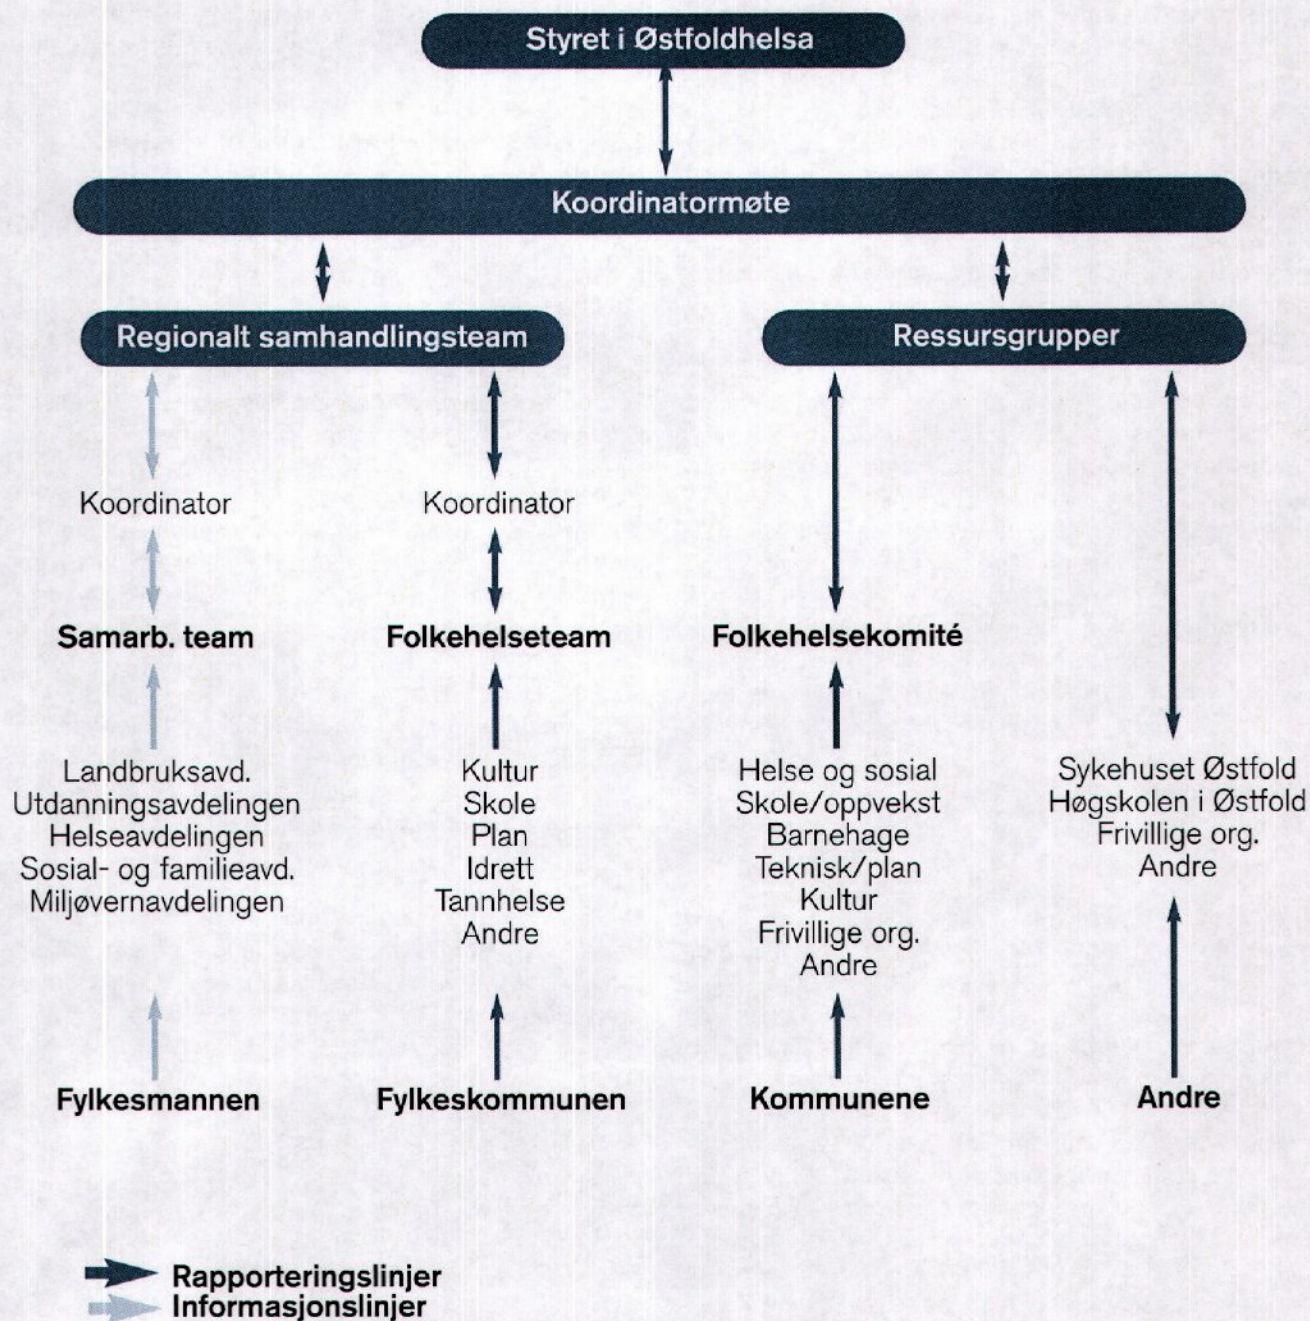 Styret i Østfoldhelsa
Koordinatormøte
Regionalt samhandlingsteam
Ressursgrupper
Koordinator
Koordinator
Samarb. team
Folkehelseteam
Folkehelsekomité
Landbruksavd.
Utdanningsavdelingen
Helseavdelingen
Sosial- og familieavd.
Miljøvernavdelingen
Kultur
Skole
Plan
Idrett
Tannhelse
Andre
Helse og sosial
Skole/oppvekst
Barnehage
Teknisk/plan
Kultur
Frivillige org.
Andre
Sykehuset Østfold
Høgskolen i Østfold
Frivillige org.
Andre
Fylkesmannen
Fylkeskommunen
Kommunene
Andre
Rapporteringslinjer
Informasjonslinjer